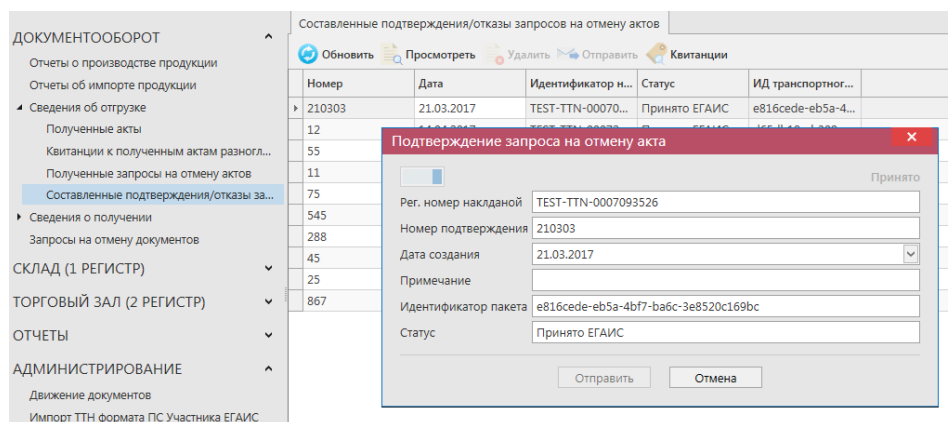 ДОКУМЕНТООБОРОТ
Отчеты о производстве продукции
Отчеты об импорте продукции
Сведения об отгрузке
Полученные акты
Квитанции к полученным актам разногл...
Полученные запросы на отмену актов
Составленные подтверждения/отказы за...
Сведения о получении
Запросы на отмену документов
СКЛАД (1 РЕГИСТР)
ТОРГОВЫЙ ЗАЛ (2 РЕГИСТР)
ОТЧЕТЫ
АДМИНИСТРИРОВАНИЕ
Движение документов
Импорт ТТН формата ПС Участника ЕГАИС
Составленные подтверждения/отказы запросов на отмену актов
Обновить Просмотреть Удалить Отправить Квитанции
Номер Дата Идентификатор н... Статус ИД транспортног...
210303 21.03.2017 TEST-TTN-00070... Принято ЕГАИС e816cede-eb5a-4...
12
55
11
75
545
288
45
25
867
Подтверждение запроса на отмену акта
Принято
Рег. номер наклданой TEST-TTN-0007093526
Номер подтверждения 210303
Дата создания 21.03.2017
Примечание
Идентификатор пакета e816cede-eb5a-4bf7-ba6c-3e8520c169bc
Статус Принято ЕГАИС
Отправить Отмена